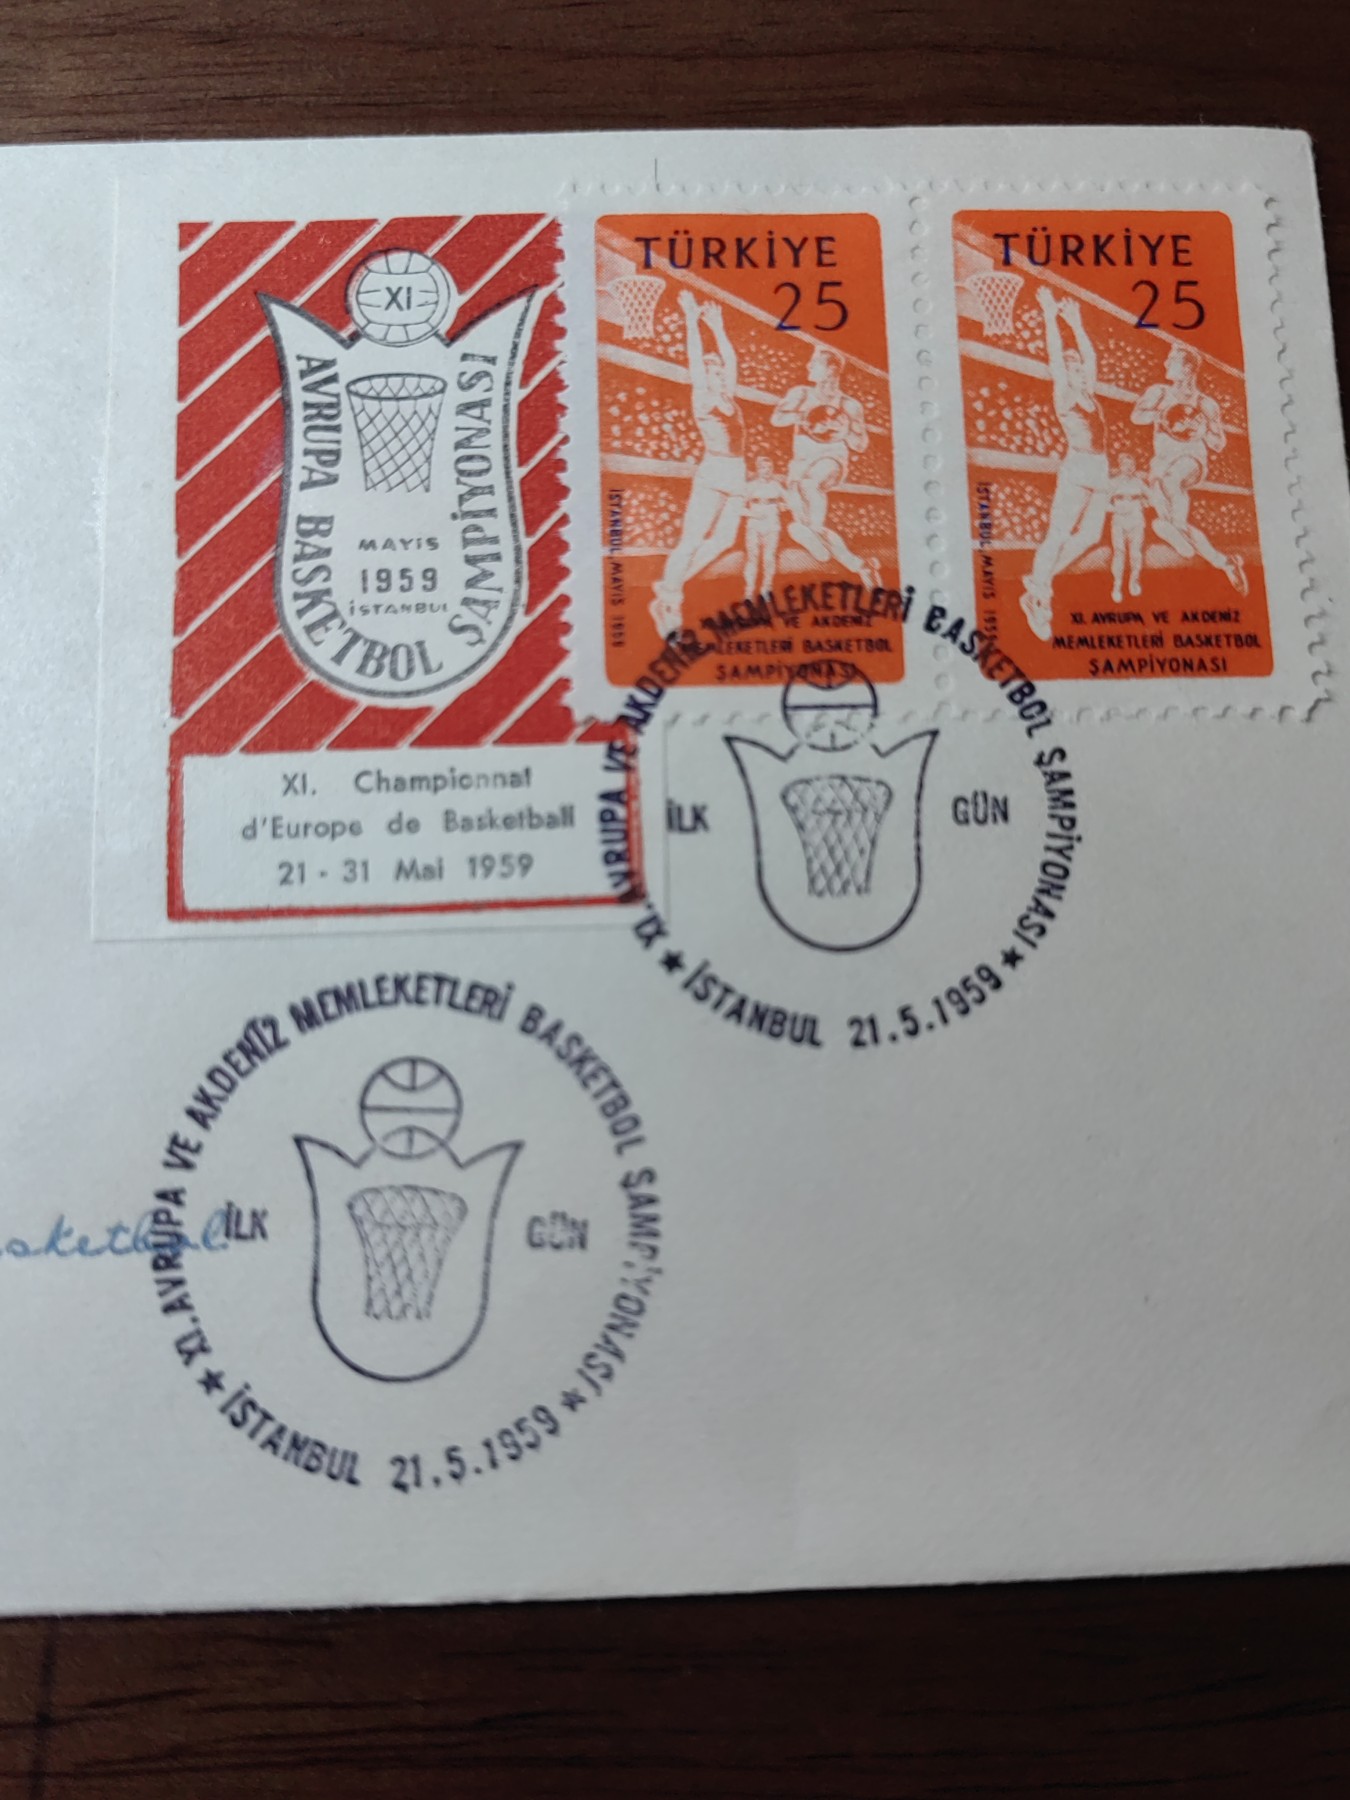 XI
AVRUPA BASKETBOL ŞAMPİYONASI
MAYIS
1959
İSTANBUL
XI. Championnat
d'Europe de Basketball
21 - 31 Mai 1959
TÜRKİYE
25
İSTANBUL, MAYIS 1959
VE AKDENİZ
MEMLEKETLERİ BASKETBOL
ŞAMPİYONASI
TÜRKİYE
25
İSTANBUL, MAYIS 1959
XI. AVRUPA VE AKDENİZ
MEMLEKETLERİ BASKETBOL
ŞAMPİYONASI
XI. AVRUPA VE AKDENİZ MEMLEKETLERİ BASKETBOL ŞAMPİYONASI
İLK GÜN
★ İSTANBUL 21.5.1959 ★
XI. AVRUPA VE AKDENİZ MEMLEKETLERİ BASKETBOL ŞAMPİYONASI
İLK GÜN
★ İSTANBUL 21.5.1959 ★